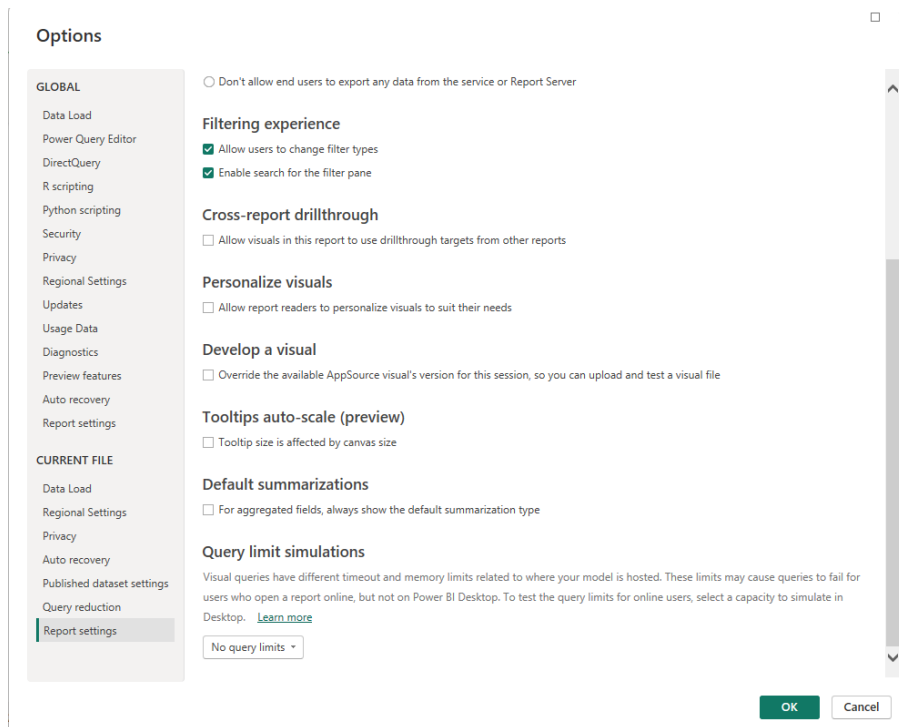 Options
GLOBAL
Data Load
Power Query Editor
DirectQuery
R scripting
Python scripting
Security
Privacy
Regional Settings
Updates
Usage Data
Diagnostics
Preview features
Auto recovery
Report settings
CURRENT FILE
Data Load
Regional Settings
Privacy
Auto recovery
Published dataset settings
Query reduction
Report settings
Don't allow end users to export any data from the service or Report Server
Filtering experience
Allow users to change filter types
Enable search for the filter pane
Cross-report drillthrough
Allow visuals in this report to use drillthrough targets from other reports
Personalize visuals
Allow report readers to personalize visuals to suit their needs
Develop a visual
Override the available AppSource visual's version for this session, so you can upload and test a visual file
Tooltips auto-scale (preview)
Tooltip size is affected by canvas size
Default summarizations
For aggregated fields, always show the default summarization type
Query limit simulations
Visual queries have different timeout and memory limits related to where your model is hosted. These limits may cause queries to fail for
users who open a report online, but not on Power BI Desktop. To test the query limits for online users, select a capacity to simulate in
Desktop. Learn more
No query limits
OK
Cancel